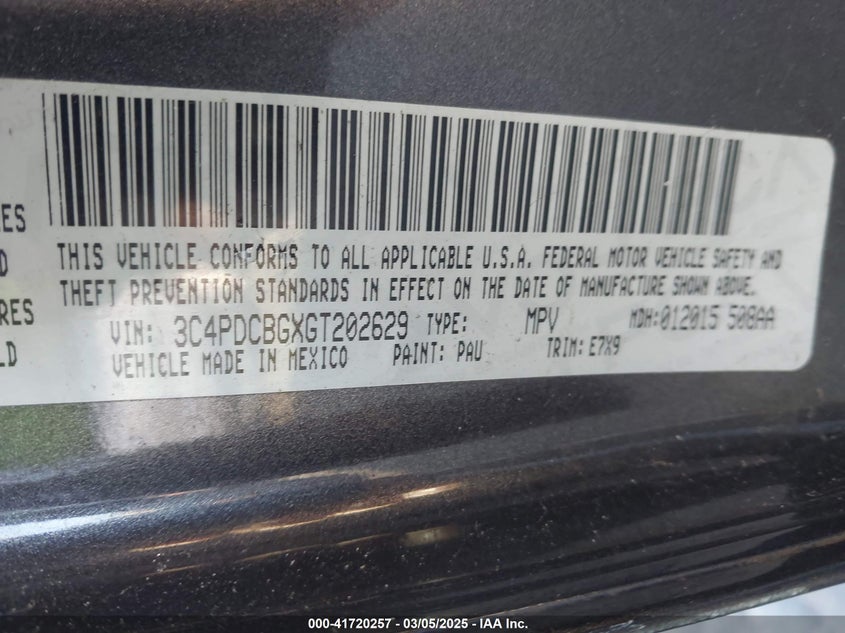 ES
THIS VEHICLE CONFORMS TO ALL APPLICABLE U.S.A. FEDERAL MOTOR VEHICLE SAFETY AND
D
THEFT PREVENTION STANDARDS IN EFFECT ON THE DATE OF MANUFACTURE SHOWN ABOVE.
RES
VIN: 3C4PDCBGXGT202629 TYPE: MPV MDH:012015 508AA
LD
VEHICLE MADE IN MEXICO PAINT: PAU TRIM: E7X9
000-41720257 - 03/05/2025 - IAA Inc.